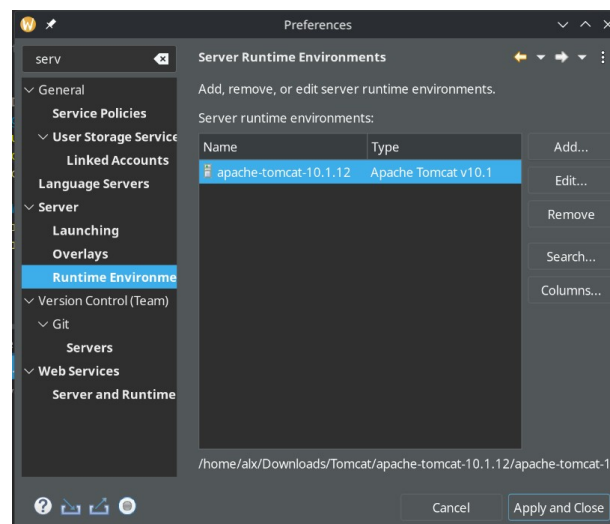 Preferences
serv
Server Runtime Environments
General
Service Policies
User Storage Service
Linked Accounts
Language Servers
Server
Launching
Overlays
Runtime Environme
Version Control (Team)
Git
Servers
Web Services
Server and Runtime
Add, remove, or edit server runtime environments.
Server runtime environments:
Name Type
apache-tomcat-10.1.12 Apache Tomcat v10.1
Add...
Edit...
Remove
Search...
Columns...
/home/alx/Downloads/Tomcat/apache-tomcat-10.1.12/apache-tomcat-1
Cancel Apply and Close